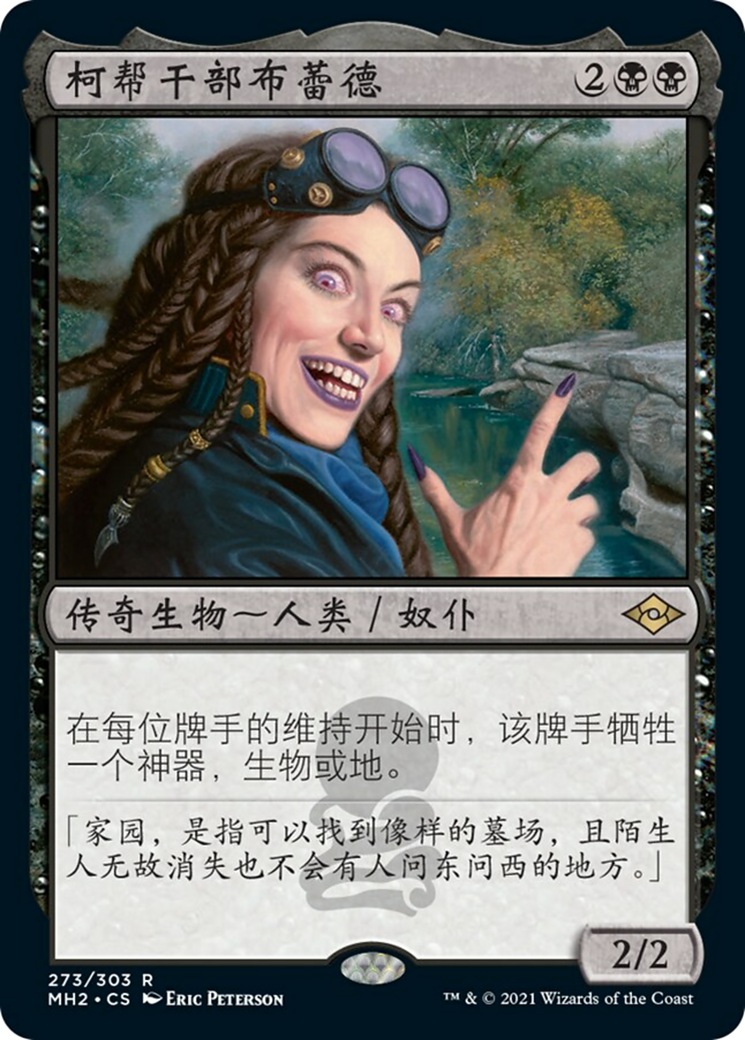 柯帮干部布蕾德 2
传奇生物～人类／奴仆
在每位牌手的维持开始时，该牌手牺牲
一个神器，生物或地。
「家园，是指可以找到像样的墓场，且陌生
人无故消失也不会有人问东问西的地方。」
2/2
273/303 R
MH2 • CS Eric Peterson
™ & © 2021 Wizards of the Coast